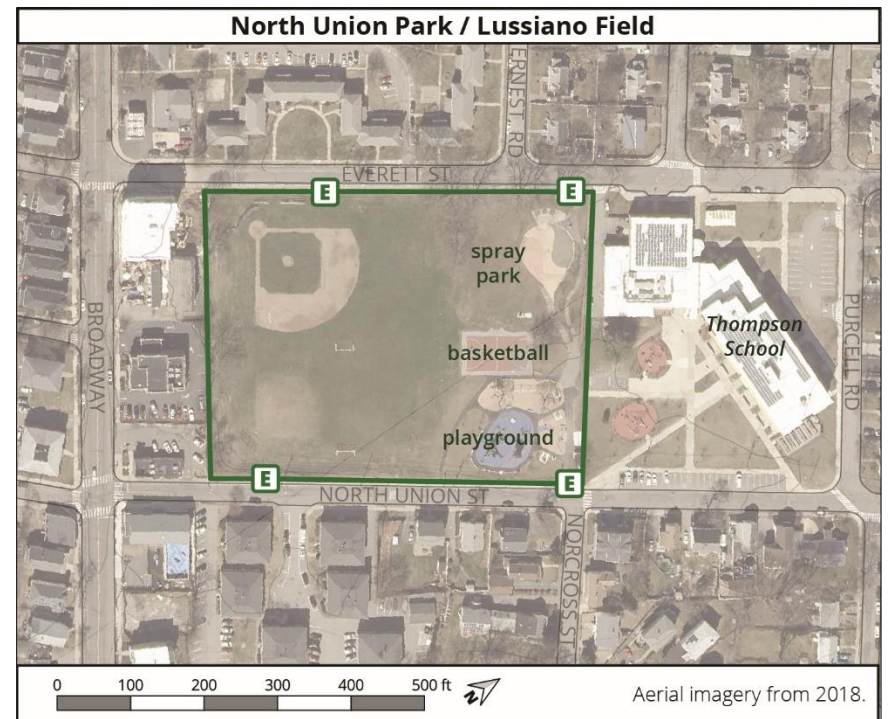 North Union Park / Lussiano Field
ERNEST RD
EVERETT ST
E
E
spray
park
BROADWAY
basketball
Thompson
School
PURCELL RD
playground
E
E
NORTH UNION ST
NORCROSS ST
0 100 200 300 400 500 ft
Aerial imagery from 2018.